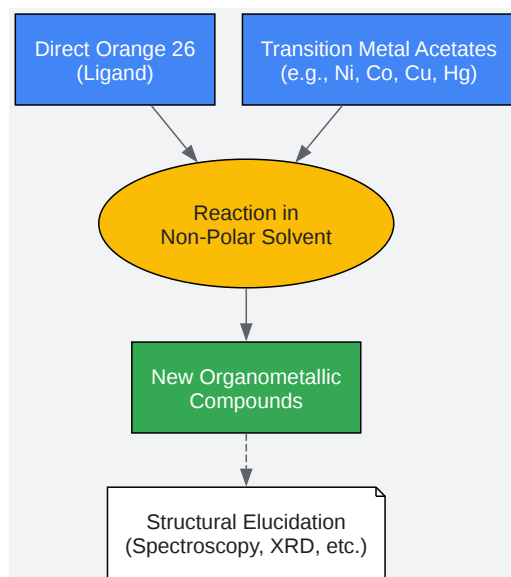 Direct Orange 26
(Ligand)
Transition Metal Acetates
(e.g., Ni, Co, Cu, Hg)
Reaction in
Non-Polar Solvent
New Organometallic
Compounds
Structural Elucidation
(Spectroscopy, XRD, etc.)